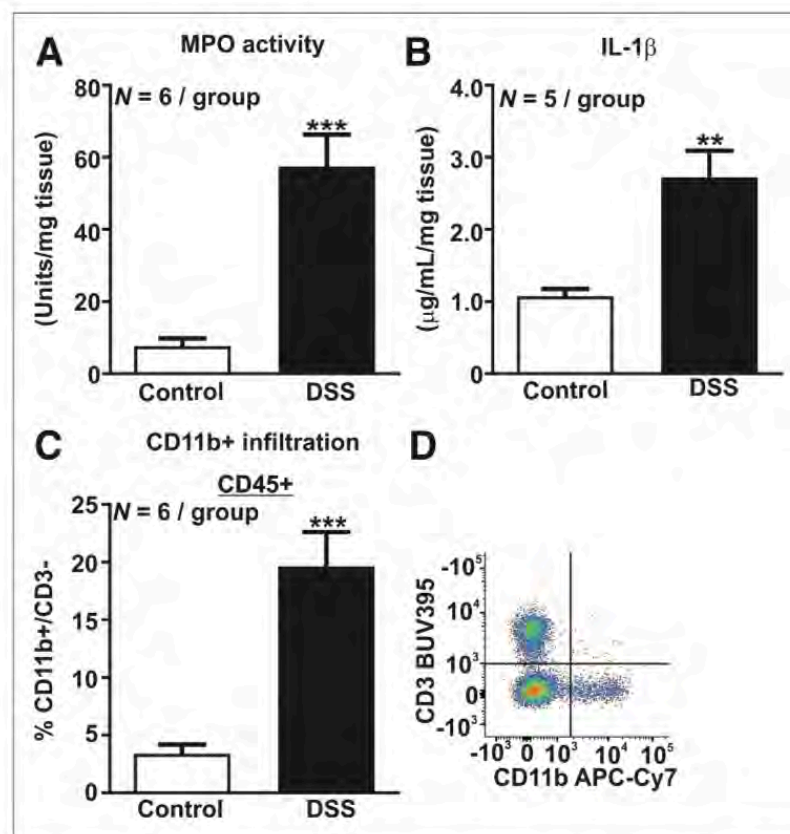 A
MPO activity
N = 6 / group
***
80
60
40
20
0
(Units/mg tissue)
Control
DSS
B
IL-1β
N = 5 / group
**
4.0
3.0
2.0
1.0
0
(µg/mL/mg tissue)
Control
DSS
C
CD11b+ infiltration
CD45+
N = 6 / group
***
25
20
15
10
5
0
% CD11b+/CD3-
Control
DSS
D
CD3 BUV395
-10⁵
10⁴
10³
0
-10³
-10³ 0 10³ 10⁴ 10⁵
CD11b APC-Cy7